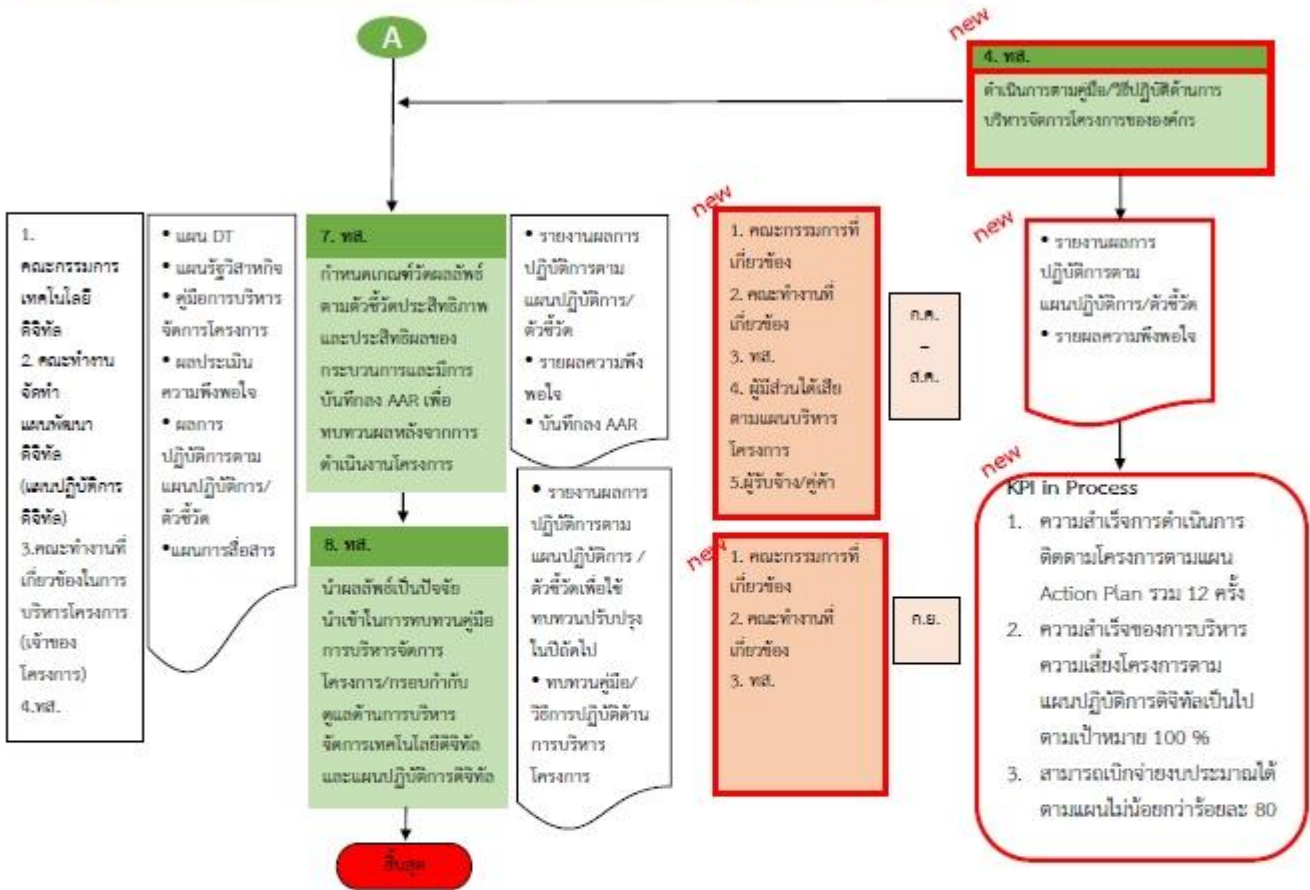 A
new
4. ทส.
ดำเนินการตามคู่มือ/วิธีปฏิบัติด้านการ
บริหารจัดการโครงการขององค์กร
1.
คณะกรรมการ
เทคโนโลยี
ดิจิทัล
2. คณะทำงาน
จัดทำ
แผนพัฒนา
ดิจิทัล
(แผนปฏิบัติการ
ดิจิทัล)
3.คณะทำงานที่
เกี่ยวข้องในการ
บริหารโครงการ
(เจ้าของ
โครงการ)
4.ทส.
• แผน DT
• แผนรัฐวิสาหกิจ
• คู่มือการบริหาร
จัดการโครงการ
• ผลประเมิน
ความพึงพอใจ
• ผลการ
ปฏิบัติการตาม
แผนปฏิบัติการ/
ตัวชี้วัด
•แผนการสื่อสาร
7. ทส.
กำหนดเกณฑ์วัดผลลัพธ์
ตามตัวชี้วัดประสิทธิภาพ
และประสิทธิผลของ
กระบวนการและมีการ
บันทึกลง AAR เพื่อ
ทบทวนผลหลังจากการ
ดำเนินงานโครงการ
• รายงานผลการ
ปฏิบัติการตาม
แผนปฏิบัติการ/
ตัวชี้วัด
• รายผลความพึง
พอใจ
• บันทึกลง AAR
new
1. คณะกรรมการที่
เกี่ยวข้อง
2. คณะทำงานที่
เกี่ยวข้อง
3. ทส.
4. ผู้มีส่วนได้เสีย
ตามแผนบริหาร
โครงการ
5.ผู้รับจ้าง/คู่ค้า
ก.ค.
–
ส.ค.
new
• รายงานผลการ
ปฏิบัติการตาม
แผนปฏิบัติการ/ตัวชี้วัด
• รายผลความพึงพอใจ
8. ทส.
นำผลลัพธ์เป็นปัจจัย
นำเข้าในการทบทวนคู่มือ
การบริหารจัดการ
โครงการ/กรอบกำกับ
ดูแลด้านการบริหาร
จัดการเทคโนโลยีดิจิทัล
และแผนปฏิบัติการดิจิทัล
• รายงานผลการ
ปฏิบัติการตาม
แผนปฏิบัติการ /
ตัวชี้วัดเพื่อใช้
ทบทวนปรับปรุง
ในปีถัดไป
• ทบทวนคู่มือ/
วิธีการปฏิบัติด้าน
การบริหาร
โครงการ
new
1. คณะกรรมการที่
เกี่ยวข้อง
2. คณะทำงานที่
เกี่ยวข้อง
3. ทส.
ก.ย.
new
KPI in Process
1. ความสำเร็จการดำเนินการ
ติดตามโครงการตามแผน
Action Plan รวม 12 ครั้ง
2. ความสำเร็จของการบริหาร
ความเสี่ยงโครงการตาม
แผนปฏิบัติการดิจิทัลเป็นไป
ตามเป้าหมาย 100 %
3. สามารถเบิกจ่ายงบประมาณได้
ตามแผนไม่น้อยกว่าร้อยละ 80
สิ้นสุด